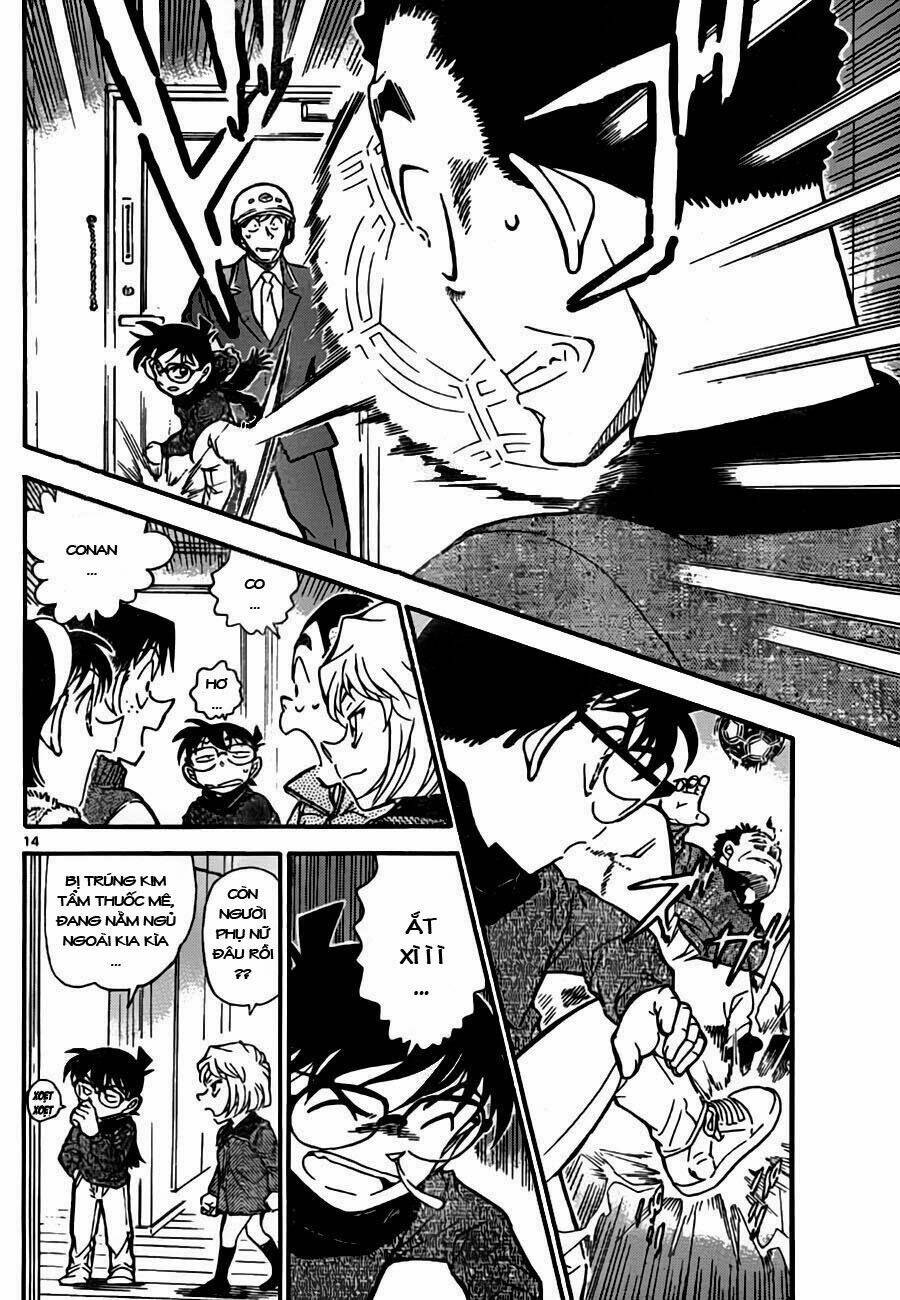 CONAN
...
CO
...
HƠ
...
14
ẮT
XÌÌÌ
...
CÒN
NGƯỜI
PHỤ NỮ
ĐÂU RỒI
??
BỊ TRÚNG KIM
TẨM THUỐC MÊ,
ĐANG NẰM NGỦ
NGOÀI KIA KÌA
...
XOẸT
XOẸT